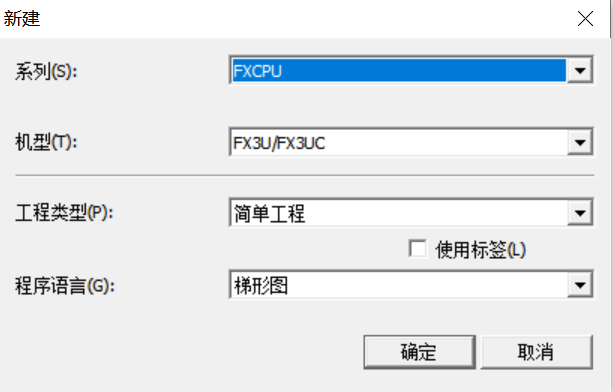 新建
系列(S): FXCPU
机型(T): FX3U/FX3UC
工程类型(P): 简单工程
使用标签(L)
程序语言(G): 梯形图
确定 取消